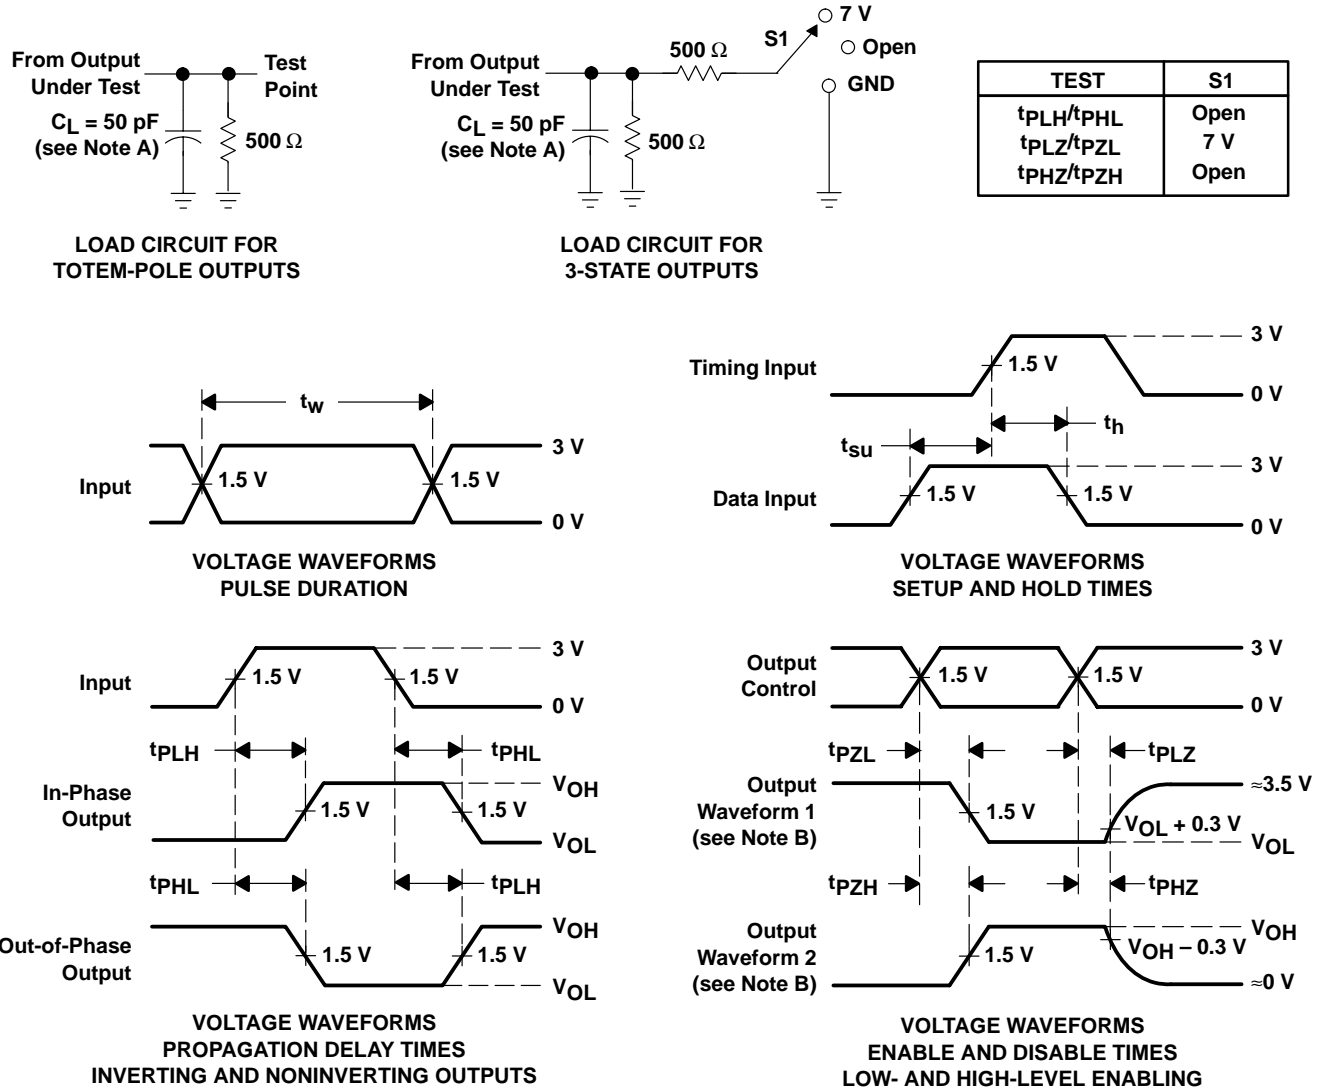 From Output
Under Test
Test
Point
CL = 50 pF
(see Note A)
500 Ω
LOAD CIRCUIT FOR
TOTEM-POLE OUTPUTS
From Output
Under Test
CL = 50 pF
(see Note A)
500 Ω
500 Ω
S1
7 V
Open
GND
LOAD CIRCUIT FOR
3-STATE OUTPUTS
TEST S1
tPLH/tPHL Open
tPLZ/tPZL 7 V
tPHZ/tPZH Open
tw
Input
1.5 V
1.5 V
3 V
0 V
VOLTAGE WAVEFORMS
PULSE DURATION
Timing Input
1.5 V
3 V
0 V
th
tsu
Data Input
1.5 V
1.5 V
3 V
0 V
VOLTAGE WAVEFORMS
SETUP AND HOLD TIMES
Input
1.5 V
1.5 V
3 V
0 V
tPLH
tPHL
In-Phase
Output
1.5 V
1.5 V
VOH
VOL
tPHL
tPLH
Out-of-Phase
Output
1.5 V
1.5 V
VOH
VOL
VOLTAGE WAVEFORMS
PROPAGATION DELAY TIMES
INVERTING AND NONINVERTING OUTPUTS
Output
Control
1.5 V
1.5 V
3 V
0 V
tPZL
tPLZ
Output
Waveform 1
(see Note B)
1.5 V
VOL + 0.3 V
≈3.5 V
VOL
tPZH
tPHZ
Output
Waveform 2
(see Note B)
1.5 V
VOH – 0.3 V
VOH
≈0 V
VOLTAGE WAVEFORMS
ENABLE AND DISABLE TIMES
LOW- AND HIGH-LEVEL ENABLING